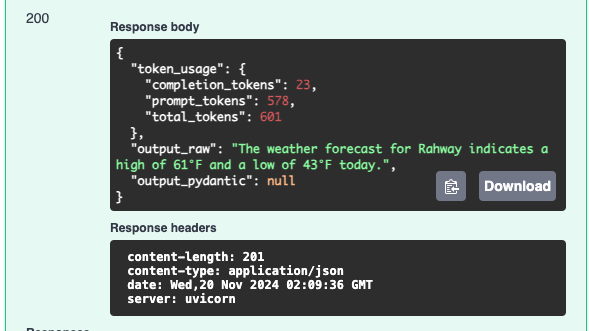 200
Response body
{
  "token_usage": {
    "completion_tokens": 23,
    "prompt_tokens": 578,
    "total_tokens": 601
  },
  "output_raw": "The weather forecast for Rahway indicates a
high of 61°F and a low of 43°F today.",
  "output_pydantic": null
}
Download
Response headers
content-length: 201
content-type: application/json
date: Wed,20 Nov 2024 02:09:36 GMT
server: uvicorn